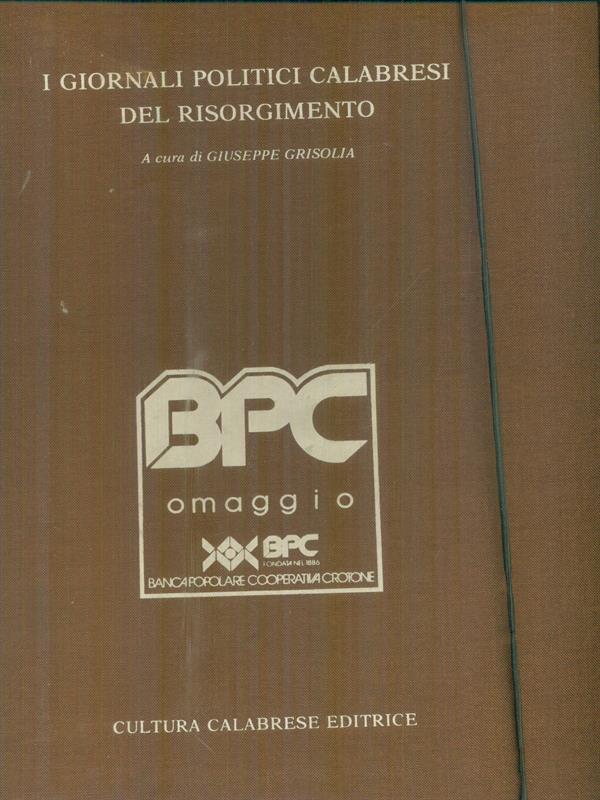 I GIORNALI POLITICI CALABRESI
DEL RISORGIMENTO
A cura di GIUSEPPE GRISOLIA
BPC
omaggio
BPC
FONDATA NEL 1886
BANCA POPOLARE COOPERATIVA CROTONE
CULTURA CALABRESE EDITRICE